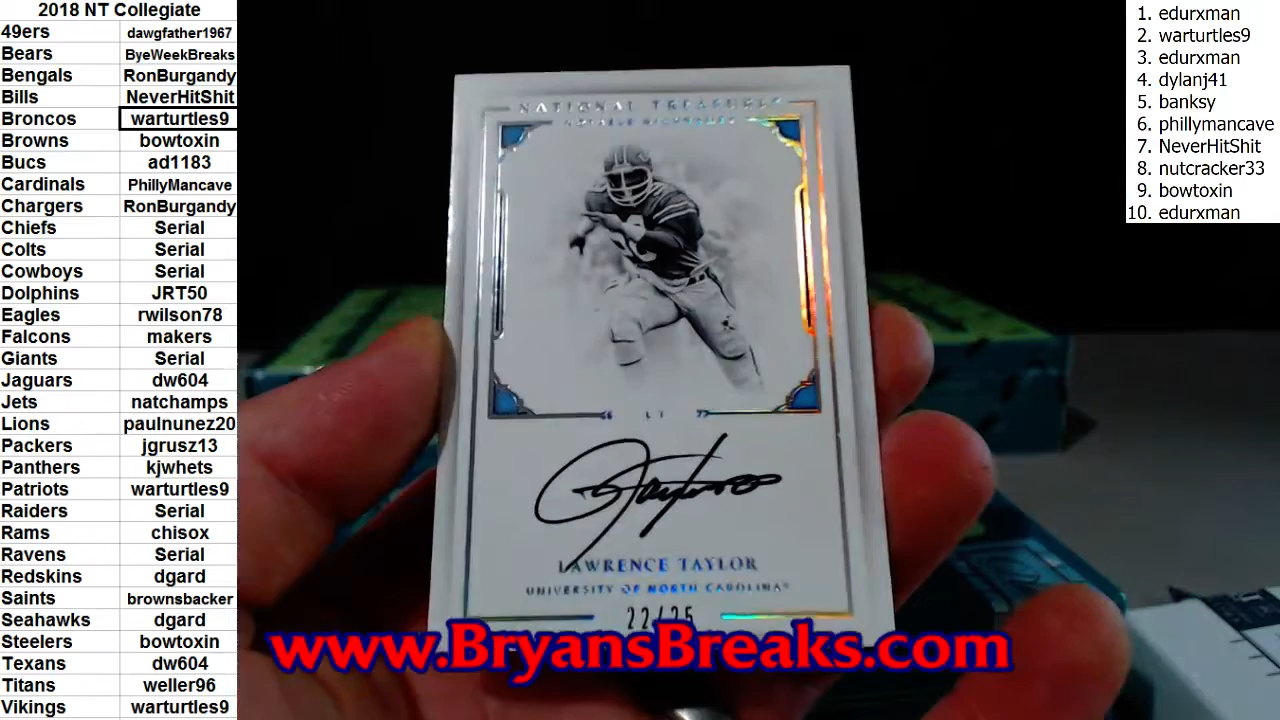 2018 NT Collegiate
49ers dawgfather1967
Bears ByeWeekBreaks
Bengals RonBurgandy
Bills NeverHitShit
Broncos warturtles9
Browns bowtoxin
Bucs ad1183
Cardinals PhillyMancave
Chargers RonBurgandy
Chiefs Serial
Colts Serial
Cowboys Serial
Dolphins JRT50
Eagles rwilson78
Falcons makers
Giants Serial
Jaguars dw604
Jets natchamps
Lions paulnunez20
Packers jgrusz13
Panthers kjwhets
Patriots warturtles9
Raiders Serial
Rams chisox
Ravens Serial
Redskins dgard
Saints brownsbacker
Seahawks dgard
Steelers bowtoxin
Texans dw604
Titans weller96
Vikings warturtles9
NATIONAL TREASURES
“ LT ”
LAWRENCE TAYLOR
UNIVERSITY OF NORTH CAROLINA®
22/25
www.BryansBreaks.com
1. edurxman
2. warturtles9
3. edurxman
4. dylanj41
5. banksy
6. phillymancave
7. NeverHitShit
8. nutcracker33
9. bowtoxin
10. edurxman